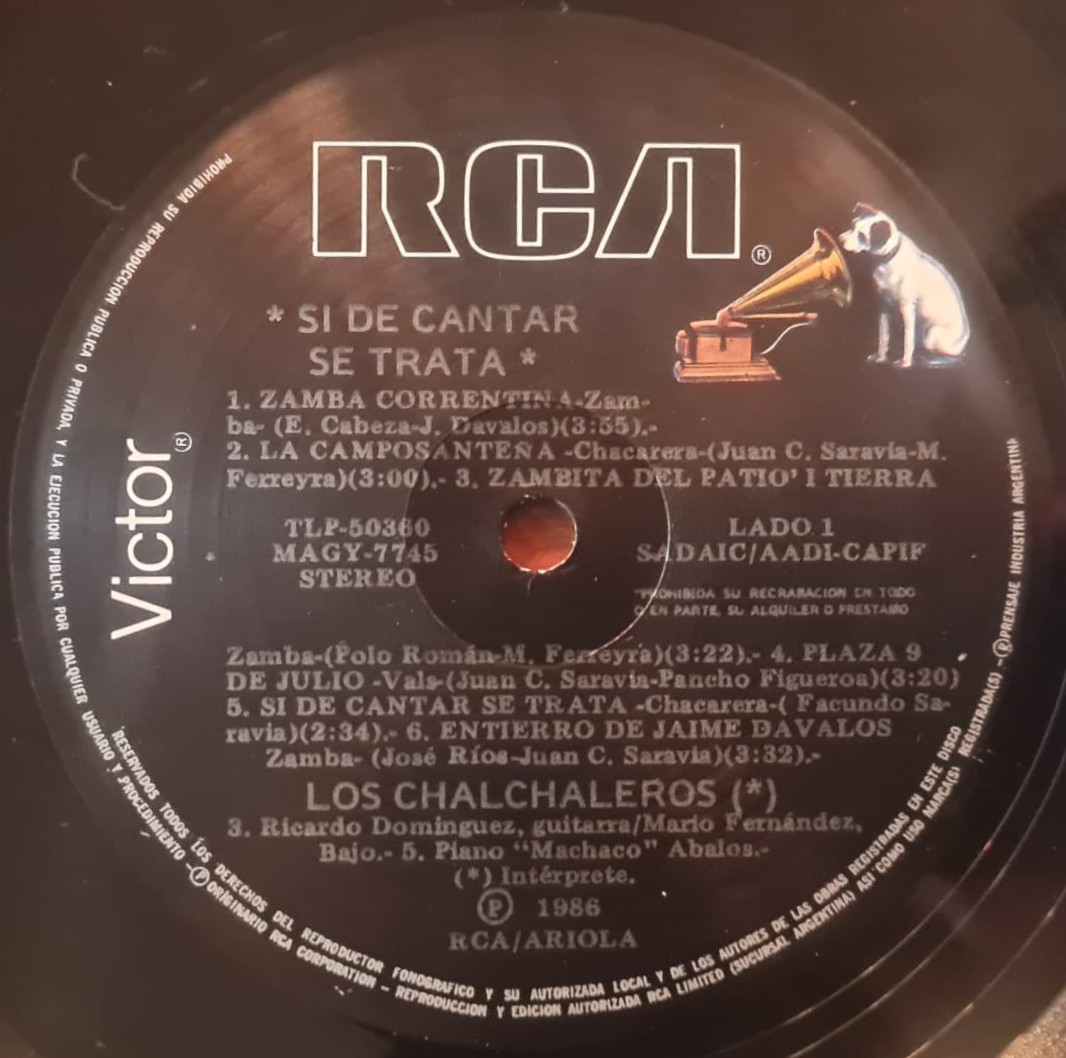 RCA®
* SI DE CANTAR
SE TRATA *
1. ZAMBA CORRENTINA-Zam-
ba- (E. Cabeza-J. Davalos)(3:55).-
2. LA CAMPOSANTEÑA -Chacarera-(Juan C. Saravia-M.
Ferreyra)(3:00).- 3. ZAMBITA DEL PATIO' I TIERRA
Victor®
TLP-50360
MAGY-7745
STEREO
LADO 1
SADAIC/AADI-CAPIF
PROHIBIDA SU RECRABACION EN TODO
O EN PARTE, SU ALQUILER O PRESTAMO
Zamba-(Polo Román-M. Ferreyra)(3:22).- 4. PLAZA 9
DE JULIO -Vals-(Juan C. Saravia-Pancho Figueroa)(3:20)
5. SI DE CANTAR SE TRATA -Chacarera-( Facundo Sa-
ravia)(2:34).- 6. ENTIERRO DE JAIME DAVALOS
Zamba- (José Ríos-Juan C. Saravia)(3:32).-
LOS CHALCHALEROS (*)
3. Ricardo Dominguez, guitarra/Mario Fernández,
Bajo.- 5. Piano "Machaco" Abalos.-
(*) Intérprete.
Ⓟ 1986
RCA/ARIOLA
PROHIBIDA SU REPRODUCCION PUBLICA O PRIVADA, Y LA EJECUCION PUBLICA POR CUALQUIER USUARIO Y PROCEDIMIENTO -Ⓟ ORIGINARIO RCA CORPORATION - REPRODUCCION Y EDICION AUTORIZADA RCA LIMITED (SUCURSAL ARGENTINA) ASI COMO USO MARCA(S) REGISTRADA(S) -Ⓟ PRENSAJE INDUSTRIA ARGENTINA
RESERVADOS TODOS LOS DERECHOS DEL REPRODUCTOR FONOGRAFICO Y SU AUTORIZADA LOCAL Y DE LOS AUTORES DE LAS OBRAS REGISTRADAS EN ESTE DISCO